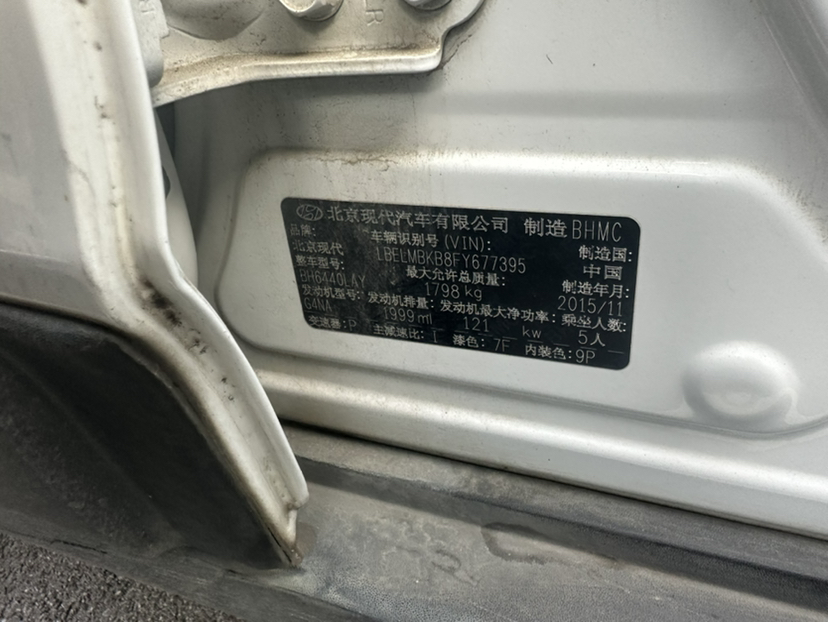 北京现代汽车有限公司 制造 BHMC
品牌: 车辆识别号(VIN): 制造国:
北京现代 LBELMBKB8FY677395 中国
整车型号: 最大允许总质量: 制造年月:
BH6440LAY 1798 kg 2015/11
发动机型号: 发动机排量: 发动机最大净功率: 乘坐人数:
G4NA 1999 ml 121 kw 5人
变速器: P 主减速比: I 漆色: 7F 内装色: 9P
LR